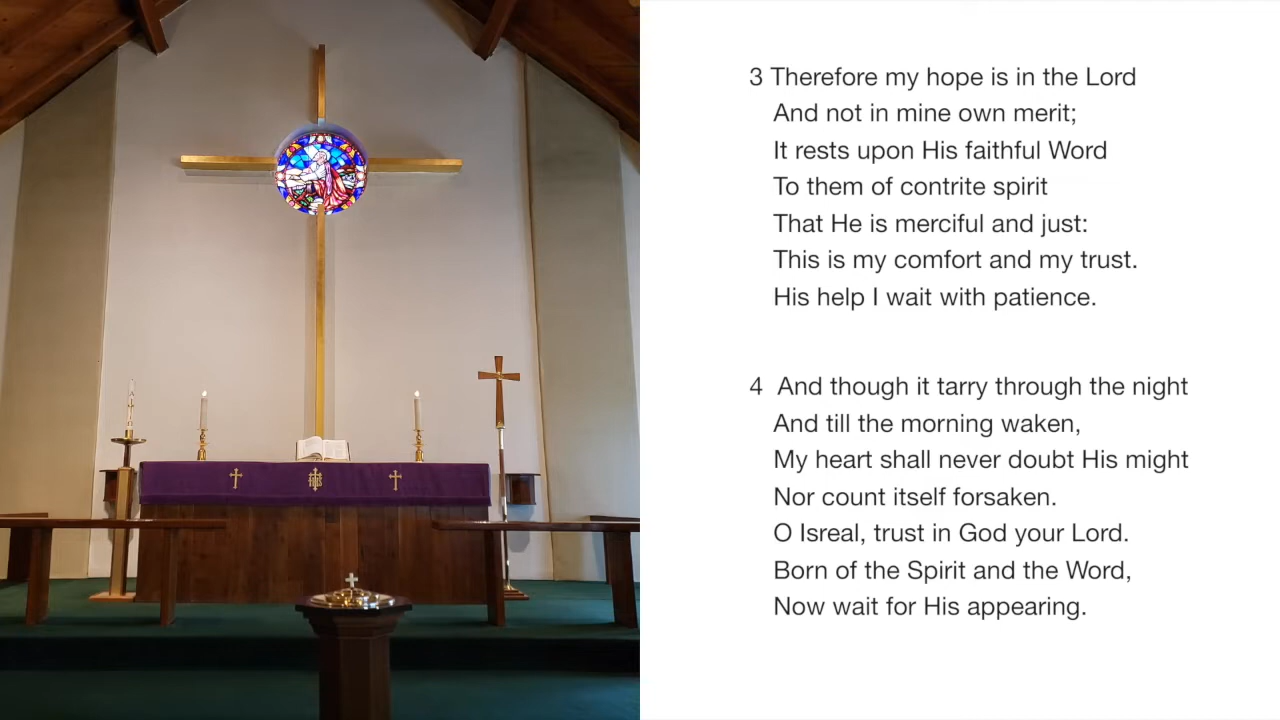 3 Therefore my hope is in the Lord
And not in mine own merit;
It rests upon His faithful Word
To them of contrite spirit
That He is merciful and just:
This is my comfort and my trust.
His help I wait with patience.
4 And though it tarry through the night
And till the morning waken,
My heart shall never doubt His might
Nor count itself forsaken.
O Isreal, trust in God your Lord.
Born of the Spirit and the Word,
Now wait for His appearing.